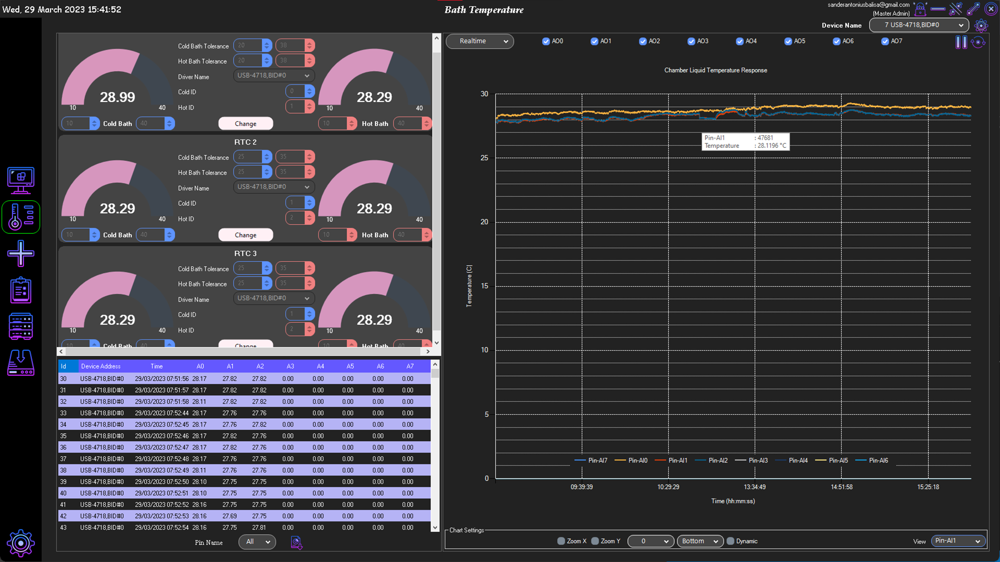 Wed, 29 March 2023 15:41:52
Bath Temperature
sanderantoniusbalisa@gmail.com
(Master Admin)
Device Name 7 USB-4718,BID#0
28.99
10 40
10 Cold Bath 40
Cold Bath Tolerance 20 38
Hot Bath Tolerance 20 38
Driver Name USB-4718,BID#0
Cold ID 0
Hot ID 1
Change
28.29
10 40
10 Hot Bath 40
RTC 2
28.29
10 40
10 Cold Bath 40
Cold Bath Tolerance 25 35
Hot Bath Tolerance 25 35
Driver Name USB-4718,BID#0
Cold ID 1
Hot ID 2
Change
28.29
10 40
10 Hot Bath 40
RTC 3
28.29
10 40
10 Cold Bath 40
Cold Bath Tolerance 25 35
Hot Bath Tolerance 25 35
Driver Name USB-4718,BID#0
Cold ID 1
Hot ID 2
Change
28.29
10 40
10 Hot Bath 40
Id Device Address Time A0 A1 A2 A3 A4 A5 A6 A7
30 USB-4718,BID#0 29/03/2023 07:51:56 28.17 27.82 27.82 0.00 0.00 0.00 0.00 0.00
31 USB-4718,BID#0 29/03/2023 07:51:57 28.17 27.82 27.82 0.00 0.00 0.00 0.00 0.00
32 USB-4718,BID#0 29/03/2023 07:51:58 28.11 27.82 27.82 0.00 0.00 0.00 0.00 0.00
33 USB-4718,BID#0 29/03/2023 07:52:44 28.17 27.76 27.76 0.00 0.00 0.00 0.00 0.00
34 USB-4718,BID#0 29/03/2023 07:52:45 28.17 27.76 27.82 0.00 0.00 0.00 0.00 0.00
35 USB-4718,BID#0 29/03/2023 07:52:46 28.17 27.82 27.76 0.00 0.00 0.00 0.00 0.00
36 USB-4718,BID#0 29/03/2023 07:52:47 28.17 27.82 27.76 0.00 0.00 0.00 0.00 0.00
37 USB-4718,BID#0 29/03/2023 07:52:48 28.17 27.76 27.76 0.00 0.00 0.00 0.00 0.00
38 USB-4718,BID#0 29/03/2023 07:52:49 28.11 27.76 27.76 0.00 0.00 0.00 0.00 0.00
39 USB-4718,BID#0 29/03/2023 07:52:50 28.10 27.75 27.75 0.00 0.00 0.00 0.00 0.00
40 USB-4718,BID#0 29/03/2023 07:52:51 28.10 27.75 27.75 0.00 0.00 0.00 0.00 0.00
41 USB-4718,BID#0 29/03/2023 07:52:52 28.16 27.75 27.75 0.00 0.00 0.00 0.00 0.00
42 USB-4718,BID#0 29/03/2023 07:52:53 28.16 27.69 27.75 0.00 0.00 0.00 0.00 0.00
43 USB-4718,BID#0 29/03/2023 07:52:54 28.16 27.75 27.81 0.00 0.00 0.00 0.00 0.00
Pin Name All
Realtime AO0 AO1 AO2 AO3 AO4 AO5 AO6 AO7
Chamber Liquid Temperature Response
30
25
20
15
10
5
0
Temperature [C]
Pin-AI1 : 47681
Temperature : 28.1196 °C
Pin-AI7 Pin-AI0 Pin-AI1 Pin-AI2 Pin-AI3 Pin-AI4 Pin-AI5 Pin-AI6
09:39:39 10:29:29 13:34:49 14:51:58 15:25:18
Time (hh:mm:ss)
Chart Settings
Zoom X Zoom Y 0 Bottom Dynamic View Pin-AI1